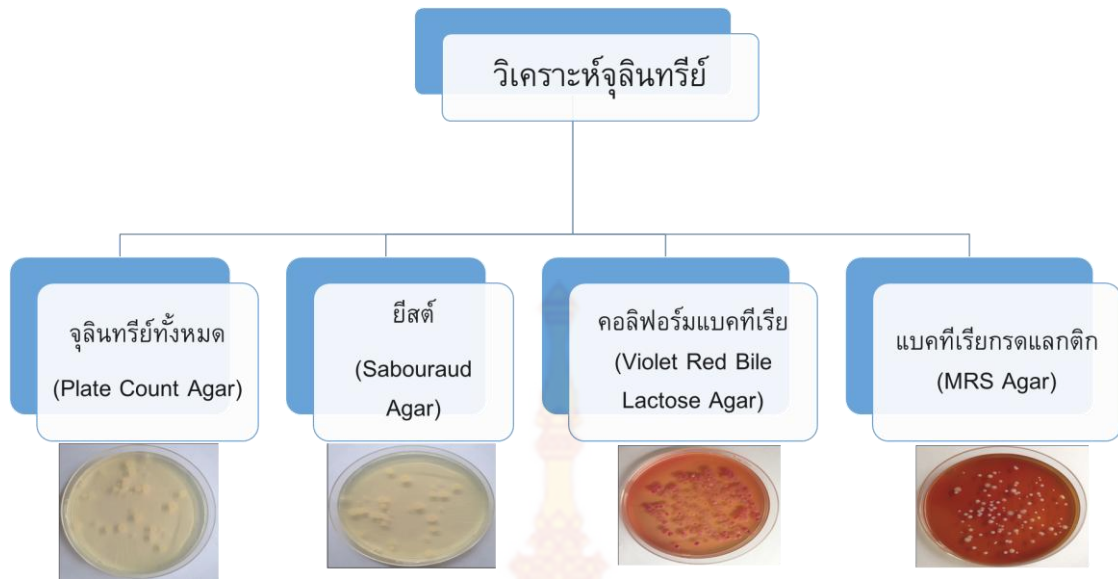 วิเคราะห์จุลินทรีย์
จุลินทรีย์ทั้งหมด
(Plate Count Agar)
ยีสต์
(Sabouraud
Agar)
คอลิฟอร์มแบคทีเรีย
(Violet Red Bile
Lactose Agar)
แบคทีเรียกรดแลกติก
(MRS Agar)